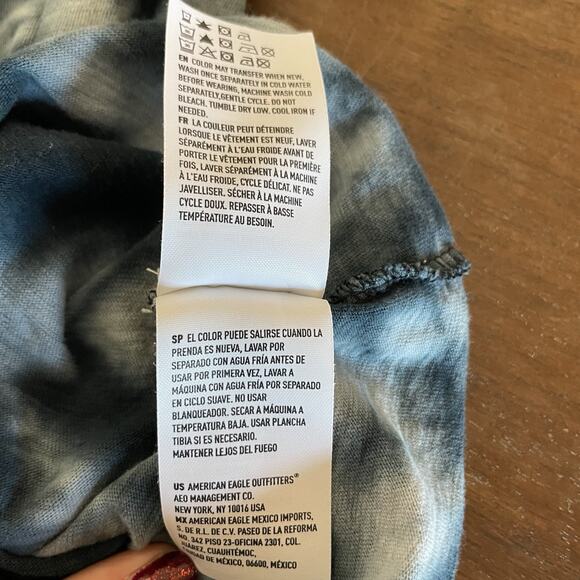 EN COLOR MAY TRANSFER WHEN NEW,
WASH ONCE SEPARATELY IN COLD WATER
BEFORE WEARING, MACHINE WASH COLD
SEPARATELY,GENTLE CYCLE. DO NOT
BLEACH. TUMBLE DRY LOW. COOL IRON IF
NEEDED.
FR LA COULEUR PEUT DÉTEINDRE
LORSQUE LE VÊTEMENT EST NEUF, LAVER
SÉPARÉMENT À L'EAU FROIDE AVANT DE
PORTER LE VÊTEMENT POUR LA PREMIÈRE
FOIS, LAVER SÉPARÉMENT À LA MACHINE
À L'EAU FROIDE, CYCLE DÉLICAT. NE PAS
JAVELLISER. SÉCHER À LA MACHINE
CYCLE DOUX. REPASSER À BASSE
TEMPÉRATURE AU BESOIN.
SP EL COLOR PUEDE SALIRSE CUANDO LA
PRENDA ES NUEVA, LAVAR POR
SEPARADO CON AGUA FRÍA ANTES DE
USAR POR PRIMERA VEZ, LAVAR A
MÁQUINA CON AGUA FRÍA POR SEPARADO
EN CICLO SUAVE. NO USAR
BLANQUEADOR. SECAR A MÁQUINA A
TEMPERATURA BAJA. USAR PLANCHA
TIBIA SI ES NECESARIO.
MANTENER LEJOS DEL FUEGO
US AMERICAN EAGLE OUTFITTERS®
AEO MANAGEMENT CO.
NEW YORK, NY 10016 USA
MX AMERICAN EAGLE MEXICO IMPORTS,
S. DE R.L. DE C.V. PASEO DE LA REFORMA
NO. 342 PISO 23-OFICINA 2301, COL.
JUÁREZ, CUAUHTÉMOC,
CIUDAD DE MÉXICO, 06600, MÉXICO